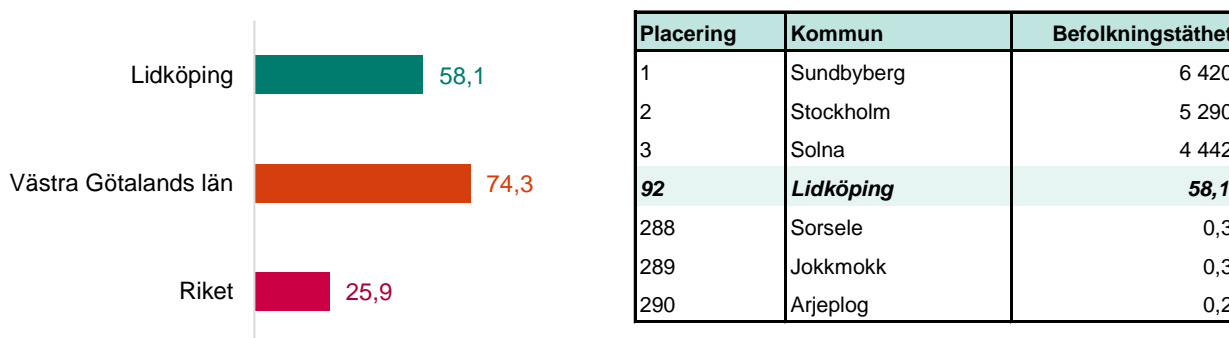 Lidköping 58,1
Västra Götalands län 74,3
Riket 25,9
Placering Kommun Befolkningstäthet
1 Sundbyberg 6 420
2 Stockholm 5 290
3 Solna 4 442
92 Lidköping 58,1
288 Sorsele 0,3
289 Jokkmokk 0,3
290 Arjeplog 0,2